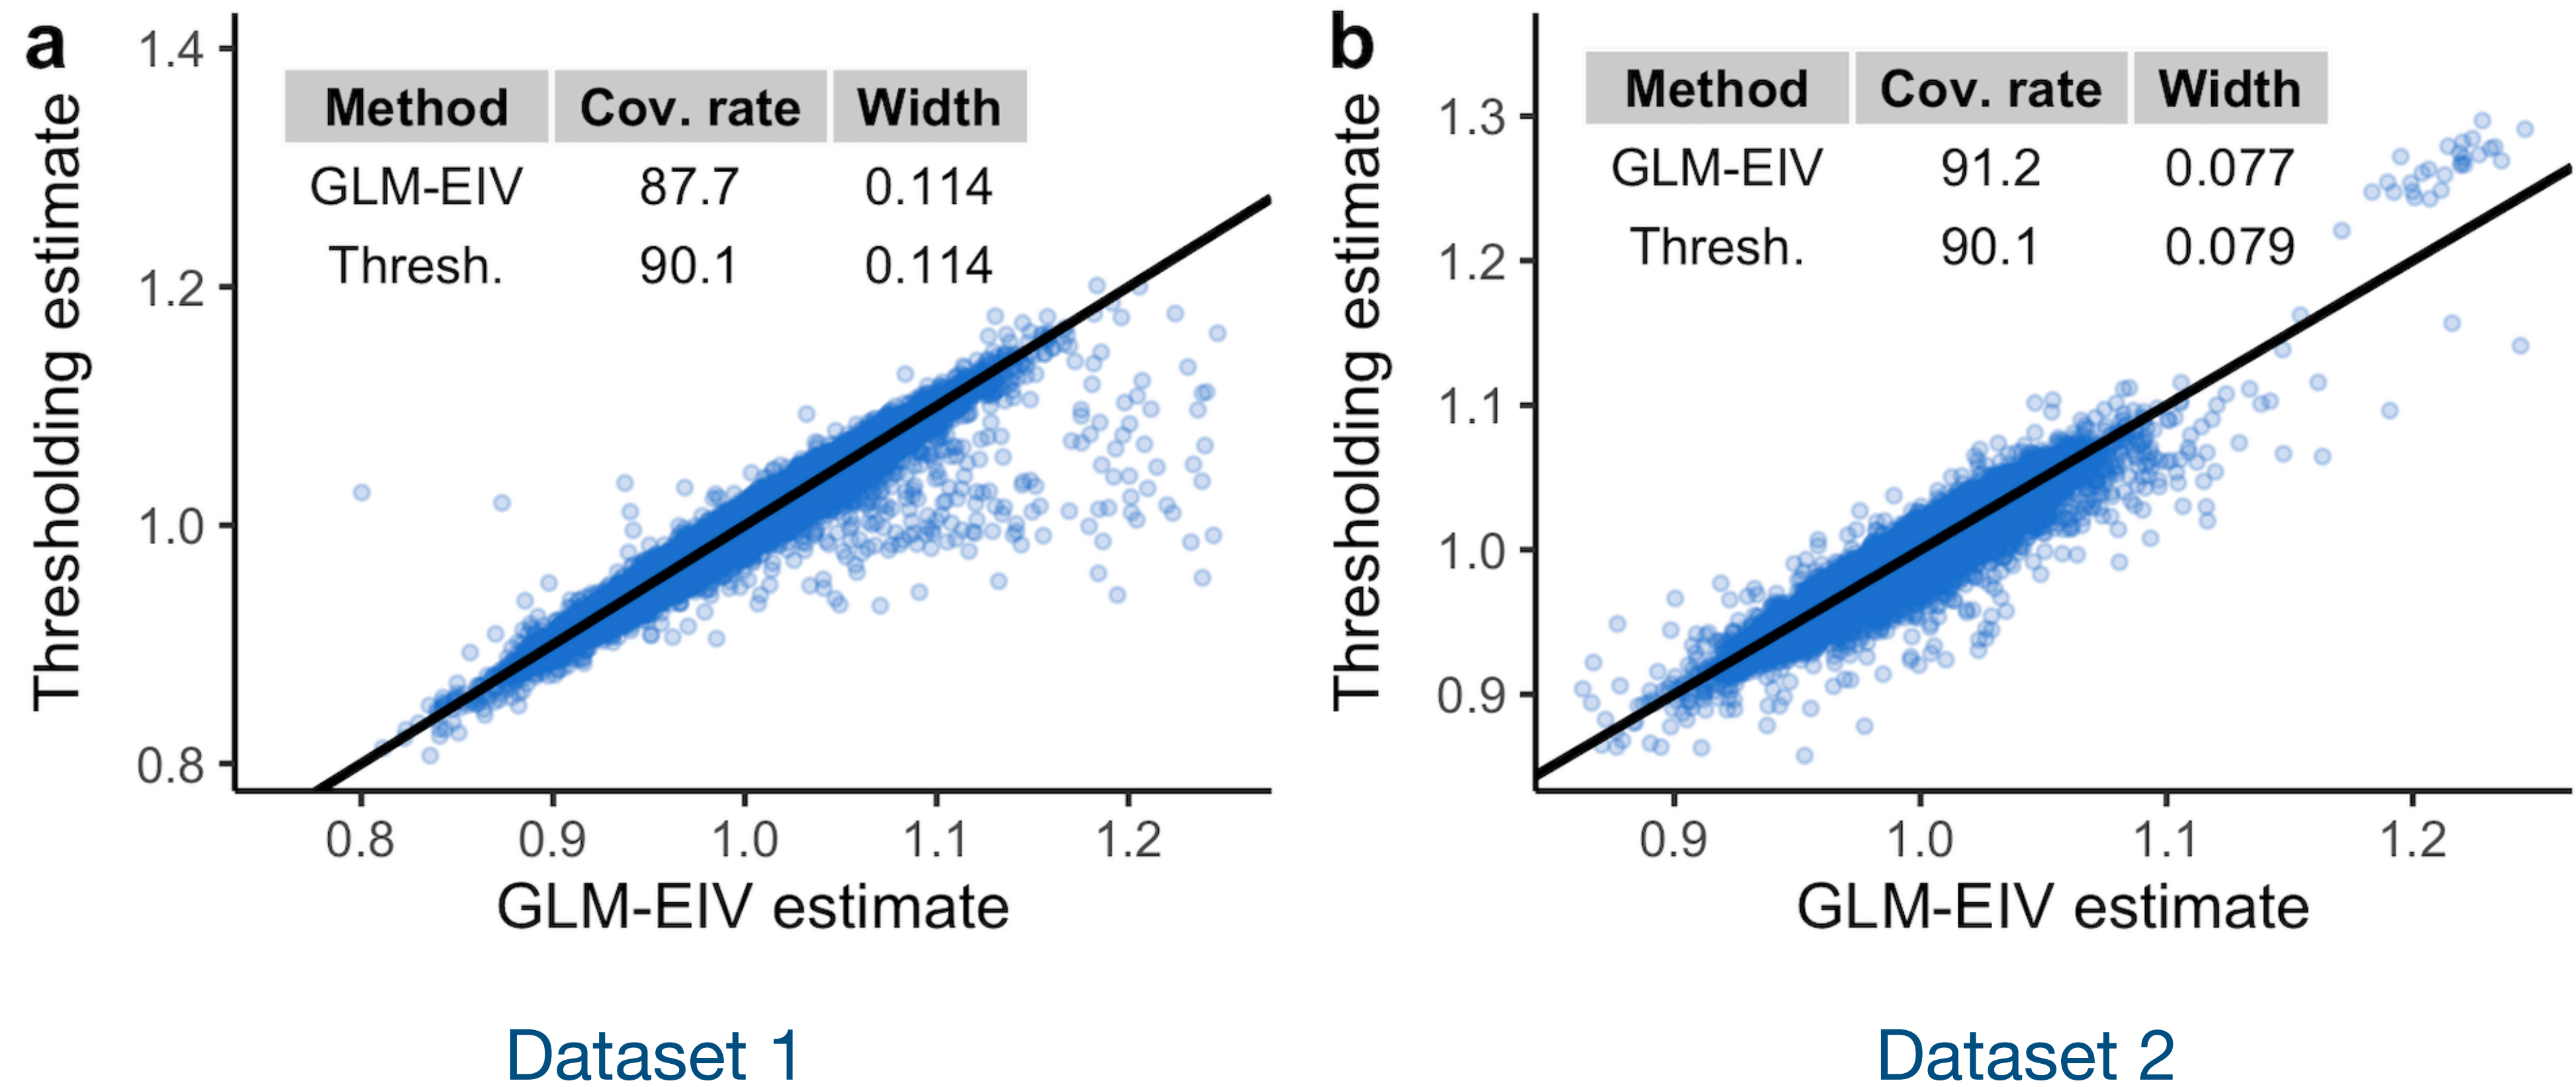 a
Thresholding estimate
1.4
1.2
1.0
0.8
Method Cov. rate Width
GLM-EIV 87.7 0.114
Thresh. 90.1 0.114
0.8 0.9 1.0 1.1 1.2
GLM-EIV estimate
Dataset 1
b
Thresholding estimate
1.3
1.2
1.1
1.0
0.9
Method Cov. rate Width
GLM-EIV 91.2 0.077
Thresh. 90.1 0.079
0.9 1.0 1.1 1.2
GLM-EIV estimate
Dataset 2